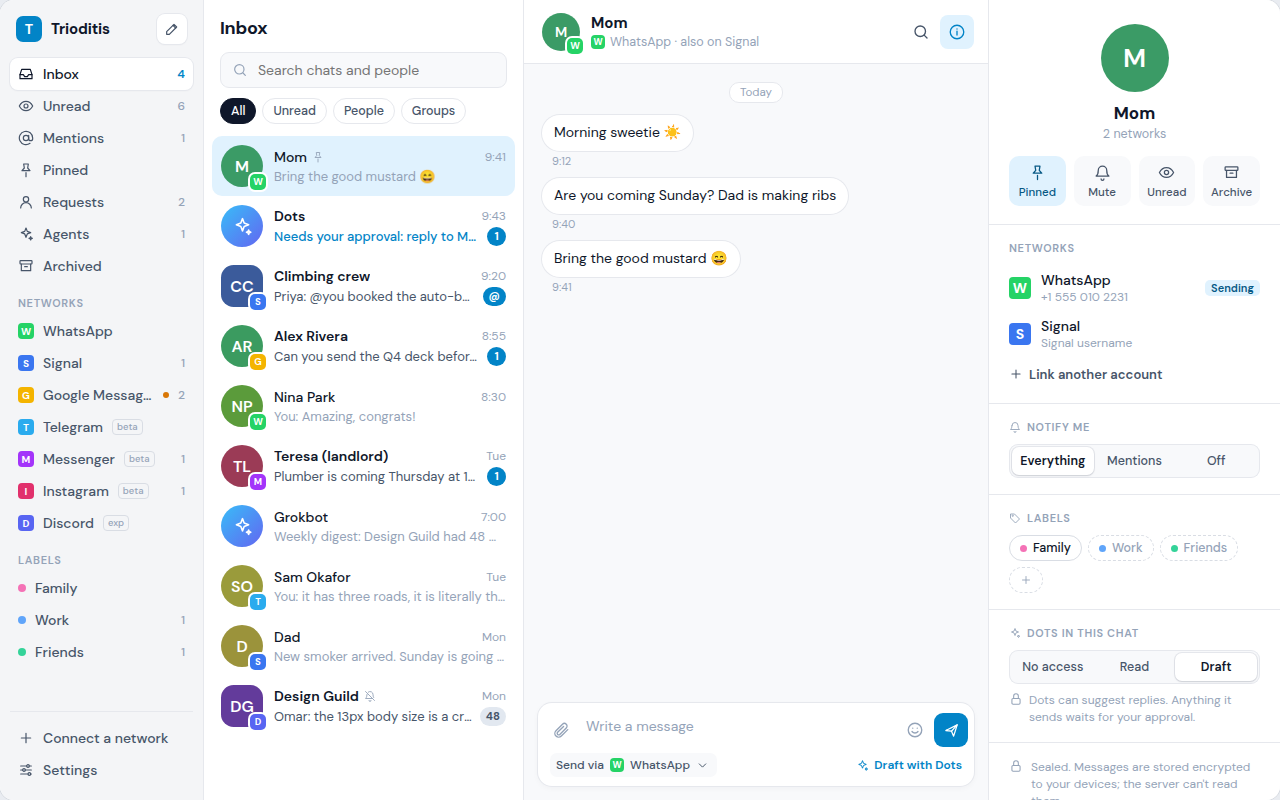 T Trioditis
Inbox 4
Unread 6
Mentions 1
Pinned
Requests 2
Agents 1
Archived
NETWORKS
W WhatsApp
S Signal 1
G Google Messag... 2
T Telegram beta
M Messenger beta 1
I Instagram beta 1
D Discord exp
LABELS
Family
Work 1
Friends 1
Connect a network
Settings
Inbox
Search chats and people
All Unread People Groups
M W Mom 9:41
Bring the good mustard 😄
Dots 9:43
Needs your approval: reply to M... 1
CC S Climbing crew 9:20
Priya: @you booked the auto-b... @
AR G Alex Rivera 8:55
Can you send the Q4 deck befor... 1
NP W Nina Park 8:30
You: Amazing, congrats!
TL M Teresa (landlord) Tue
Plumber is coming Thursday at 1... 1
Grokbot 7:00
Weekly digest: Design Guild had 48 ...
SO T Sam Okafor Tue
You: it has three roads, it is literally th...
D S Dad Mon
New smoker arrived. Sunday is going ...
DG D Design Guild Mon
Omar: the 13px body size is a cr... 48
M W Mom
W WhatsApp · also on Signal
Today
Morning sweetie ☀️
9:12
Are you coming Sunday? Dad is making ribs
9:40
Bring the good mustard 😄
9:41
Write a message
Send via W WhatsApp
Draft with Dots
M
Mom
2 networks
Pinned Mute Unread Archive
NETWORKS
W WhatsApp Sending
+1 555 010 2231
S Signal
Signal username
+ Link another account
NOTIFY ME
Everything Mentions Off
LABELS
Family Work Friends
+
DOTS IN THIS CHAT
No access Read Draft
Dots can suggest replies. Anything it
sends waits for your approval.
Sealed. Messages are stored encrypted
to your devices; the server can't read
them.